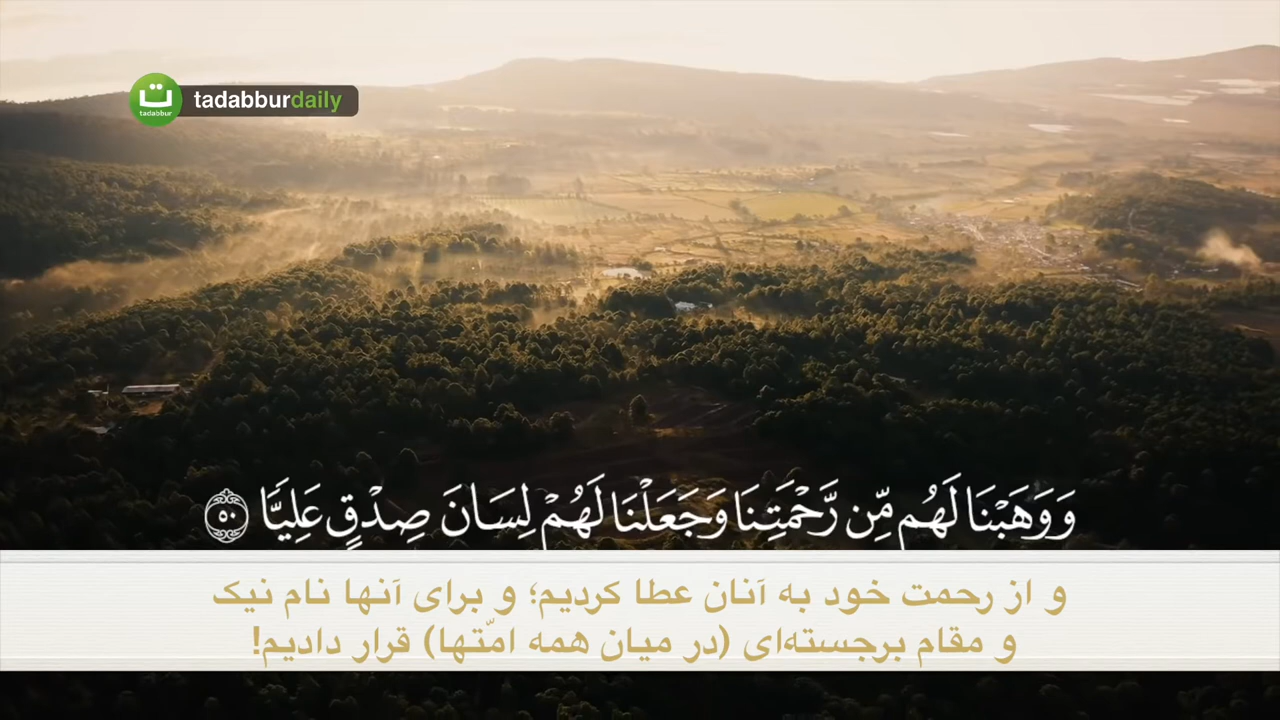 ت
tadabbur
tadabburdaily
وَوَهَبْنَا لَهُم مِّن رَّحْمَتِنَا وَجَعَلْنَا لَهُمْ لِسَانَ صِدْقٍ عَلِيًّا ٥٠
و از رحمت خود به آنان عطا کردیم؛ و برای آنها نام نیک
و مقام برجسته‌ای (در میان همه امّتها) قرار دادیم!